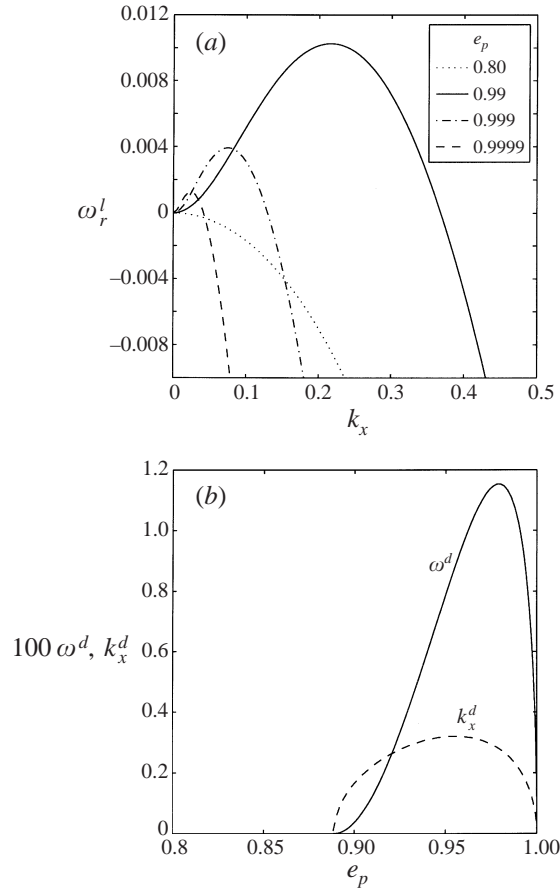 0.012
(a)
e_p
0.80
0.99
0.999
0.9999
0.008
0.004
ω_r^l
0
−0.004
−0.008
0 0.1 0.2 0.3 0.4 0.5
k_x
1.2
(b)
1.0
ω^d
0.8
100 ω^d, k_x^d
0.6
0.4
k_x^d
0.2
0
0.8 0.85 0.90 0.95 1.00
e_p